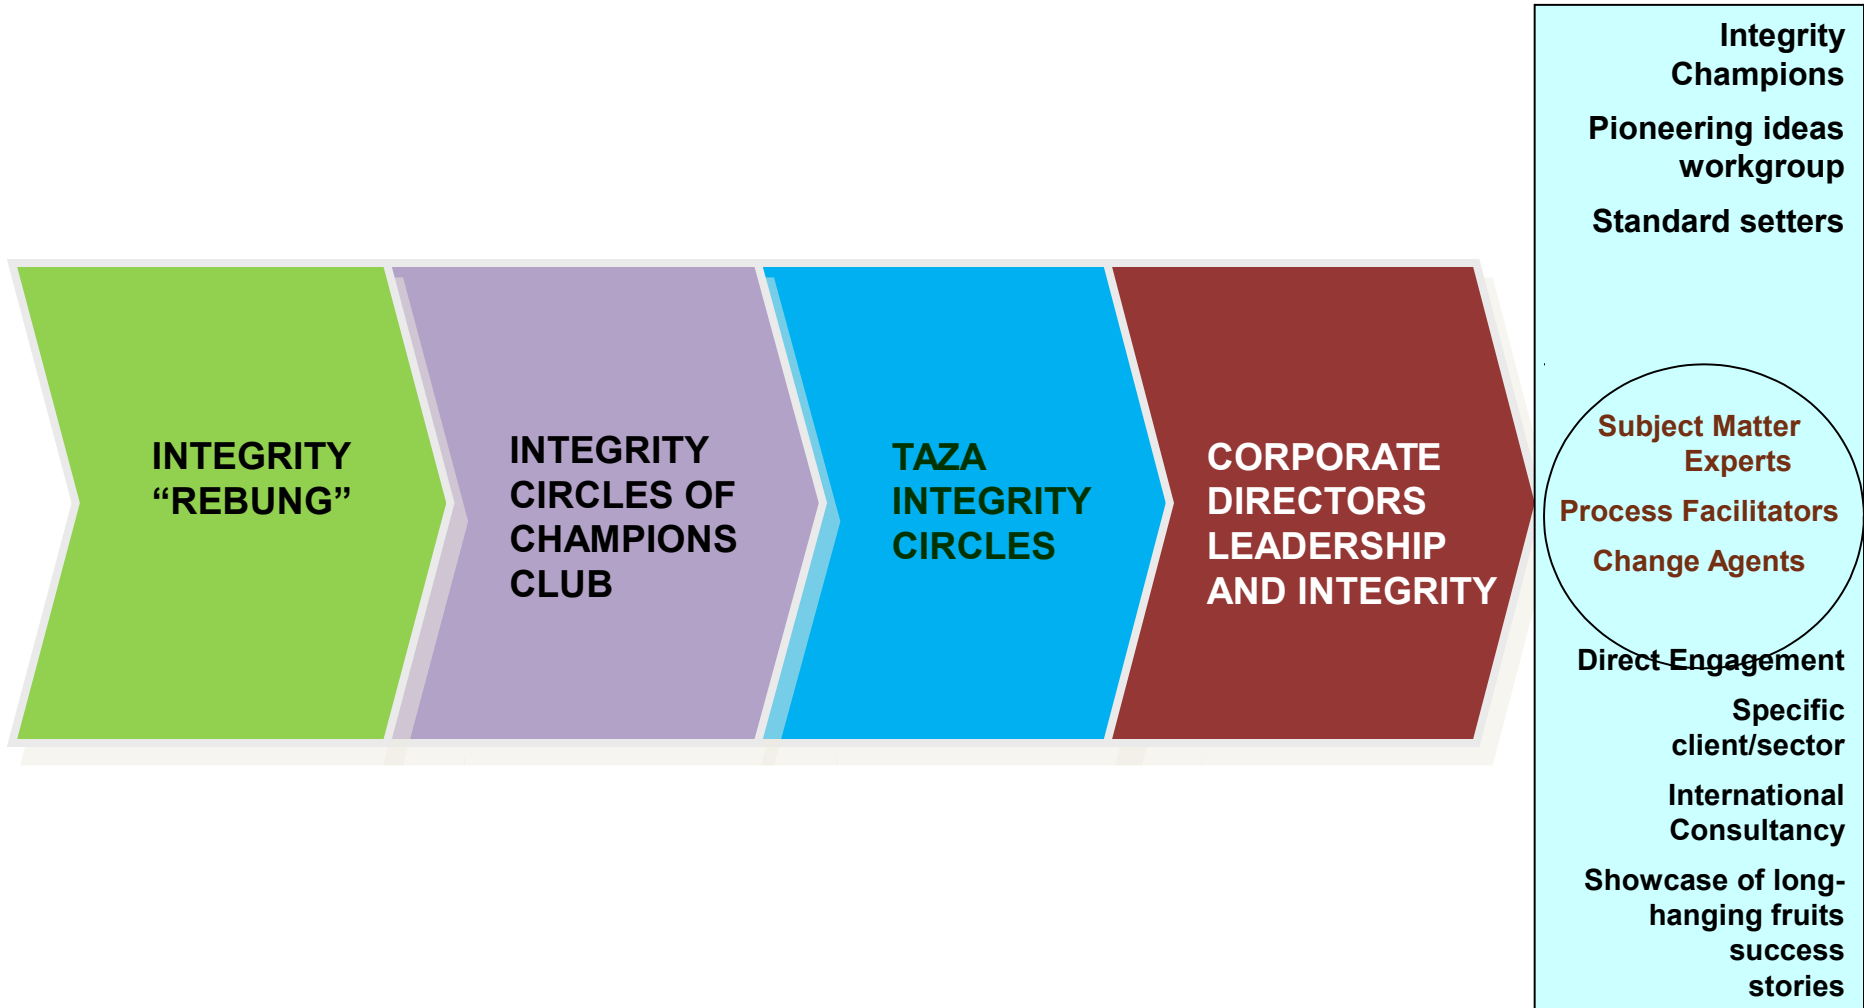 INTEGRITY
“REBUNG”
INTEGRITY
CIRCLES OF
CHAMPIONS
CLUB
TAZA
INTEGRITY
CIRCLES
CORPORATE
DIRECTORS
LEADERSHIP
AND INTEGRITY
Integrity
Champions
Pioneering ideas
workgroup
Standard setters
Subject Matter
Experts
Process Facilitators
Change Agents
Direct Engagement
Specific
client/sector
International
Consultancy
Showcase of long-
hanging fruits
success
stories